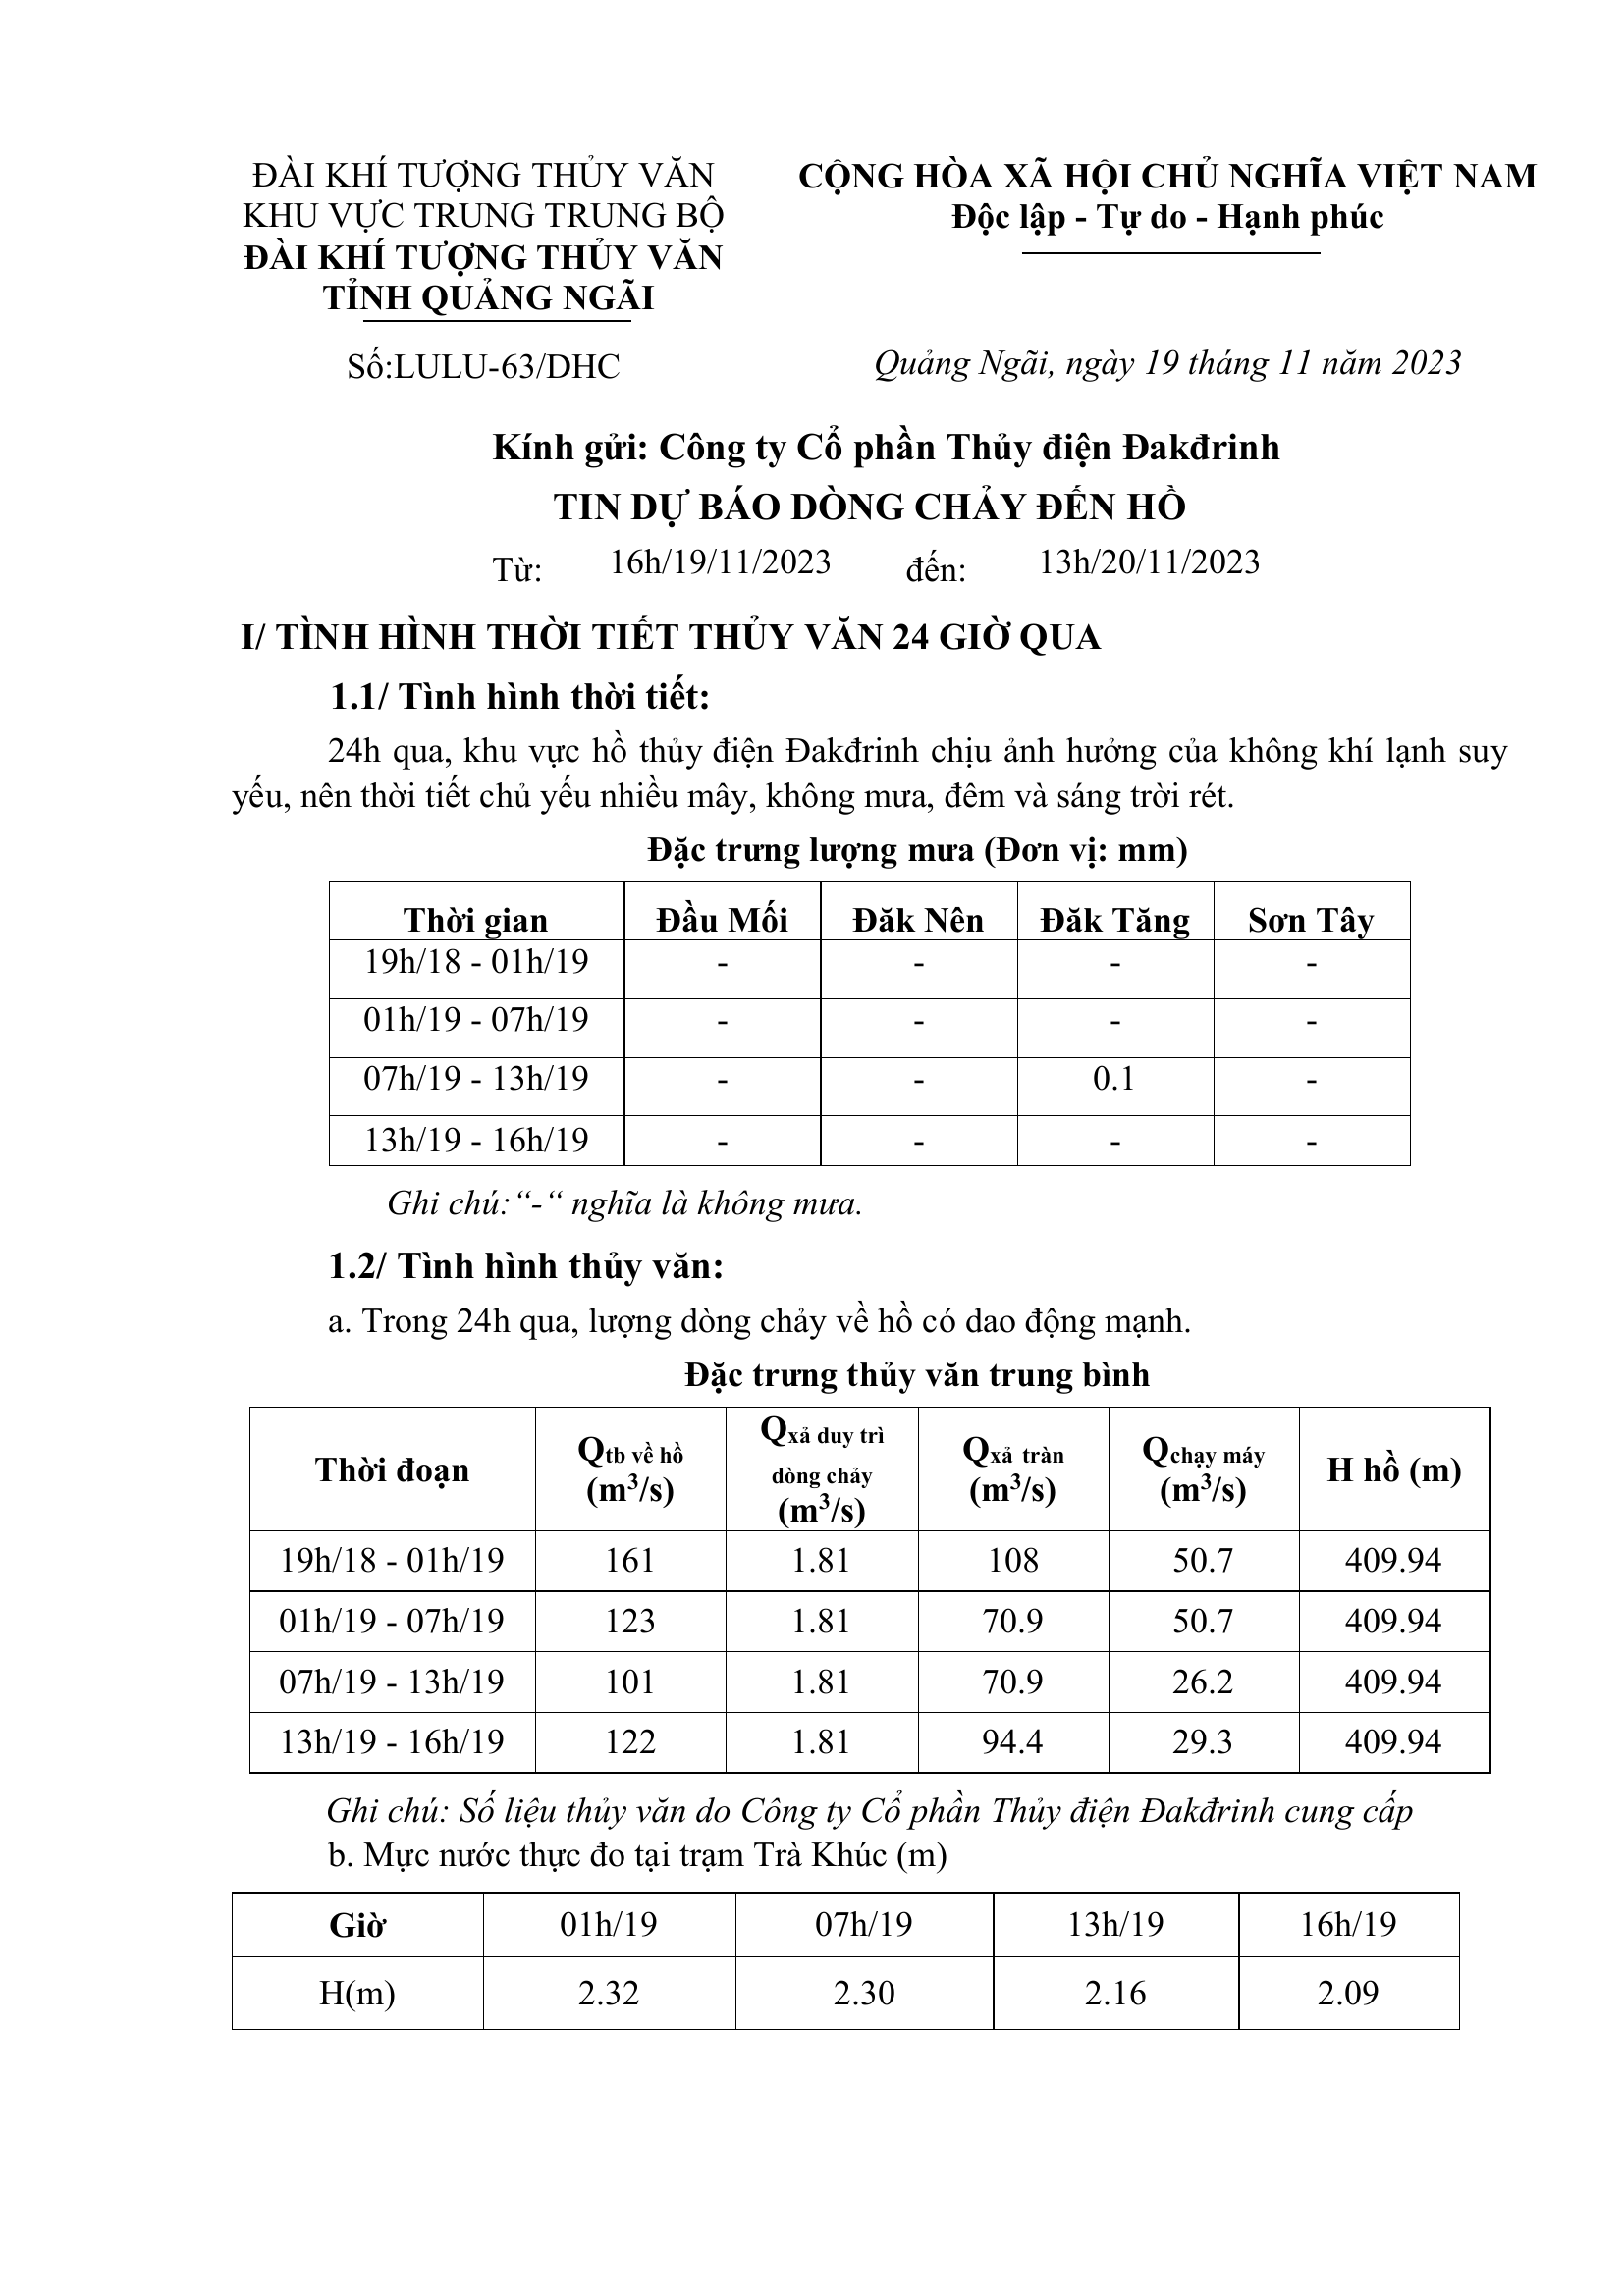 ĐÀI KHÍ TƯỢNG THỦY VĂN
KHU VỰC TRUNG TRUNG BỘ
ĐÀI KHÍ TƯỢNG THỦY VĂN
TỈNH QUẢNG NGÃI
Số:LULU-63/DHC
CỘNG HÒA XÃ HỘI CHỦ NGHĨA VIỆT NAM
Độc lập - Tự do - Hạnh phúc
Quảng Ngãi, ngày 19 tháng 11 năm 2023
Kính gửi: Công ty Cổ phần Thủy điện Đakđrinh
TIN DỰ BÁO DÒNG CHẢY ĐẾN HỒ
Từ: 16h/19/11/2023 đến: 13h/20/11/2023
I/ TÌNH HÌNH THỜI TIẾT THỦY VĂN 24 GIỜ QUA
1.1/ Tình hình thời tiết:
24h qua, khu vực hồ thủy điện Đakđrinh chịu ảnh hưởng của không khí lạnh suy
yếu, nên thời tiết chủ yếu nhiều mây, không mưa, đêm và sáng trời rét.
Đặc trưng lượng mưa (Đơn vị: mm)
Thời gian Đầu Mối Đăk Nên Đăk Tăng Sơn Tây
19h/18 - 01h/19 - - - -
01h/19 - 07h/19 - - - -
07h/19 - 13h/19 - - 0.1 -
13h/19 - 16h/19 - - - -
Ghi chú:“-“ nghĩa là không mưa.
1.2/ Tình hình thủy văn:
a. Trong 24h qua, lượng dòng chảy về hồ có dao động mạnh.
Đặc trưng thủy văn trung bình
Thời đoạn Qtb về hồ (m³/s) Qxả duy trì dòng chảy (m³/s) Qxả tràn (m³/s) Qchạy máy (m³/s) H hồ (m)
19h/18 - 01h/19 161 1.81 108 50.7 409.94
01h/19 - 07h/19 123 1.81 70.9 50.7 409.94
07h/19 - 13h/19 101 1.81 70.9 26.2 409.94
13h/19 - 16h/19 122 1.81 94.4 29.3 409.94
Ghi chú: Số liệu thủy văn do Công ty Cổ phần Thủy điện Đakđrinh cung cấp
b. Mực nước thực đo tại trạm Trà Khúc (m)
Giờ 01h/19 07h/19 13h/19 16h/19
H(m) 2.32 2.30 2.16 2.09